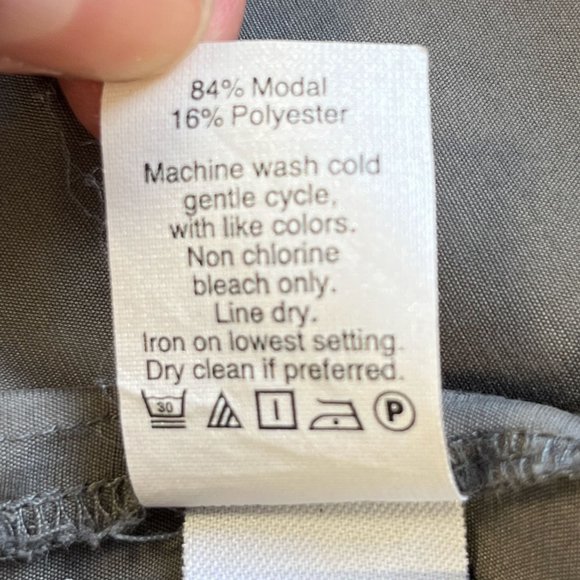 84% Modal
16% Polyester
Machine wash cold
gentle cycle,
with like colors.
Non chlorine
bleach only.
Line dry.
Iron on lowest setting.
Dry clean if preferred.
30 P